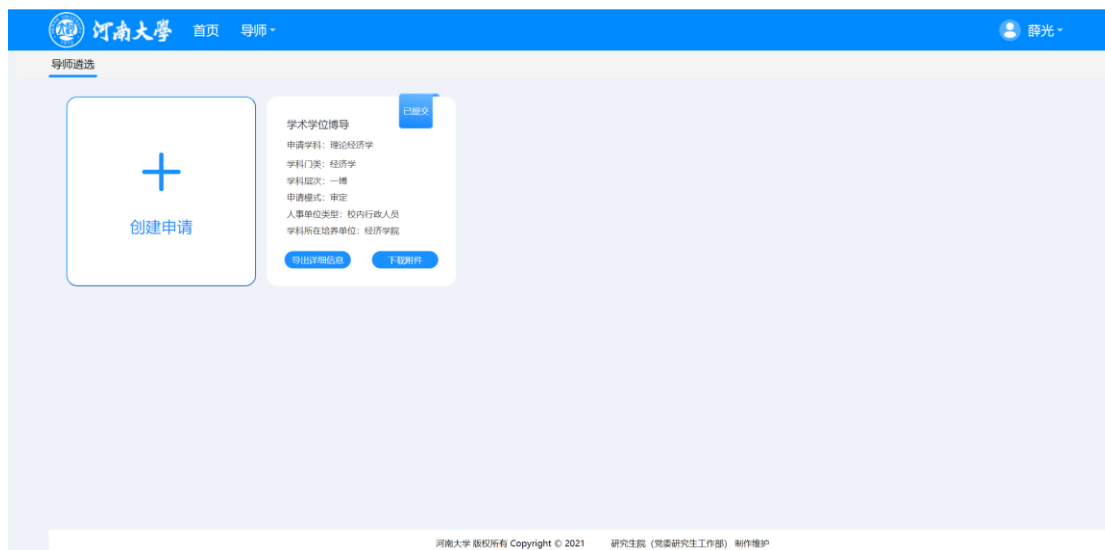 河南大學 首页 导师 薛光
导师遴选
创建申请
已提交
学术学位博导
申请学科：理论经济学
学科门类：经济学
学科层次：一博
申请模式：审定
人事单位类型：校内行政人员
学科所在培养单位：经济学院
导出详细信息 下载附件
河南大学 版权所有 Copyright © 2021 研究生院（党委研究生工作部）制作维护